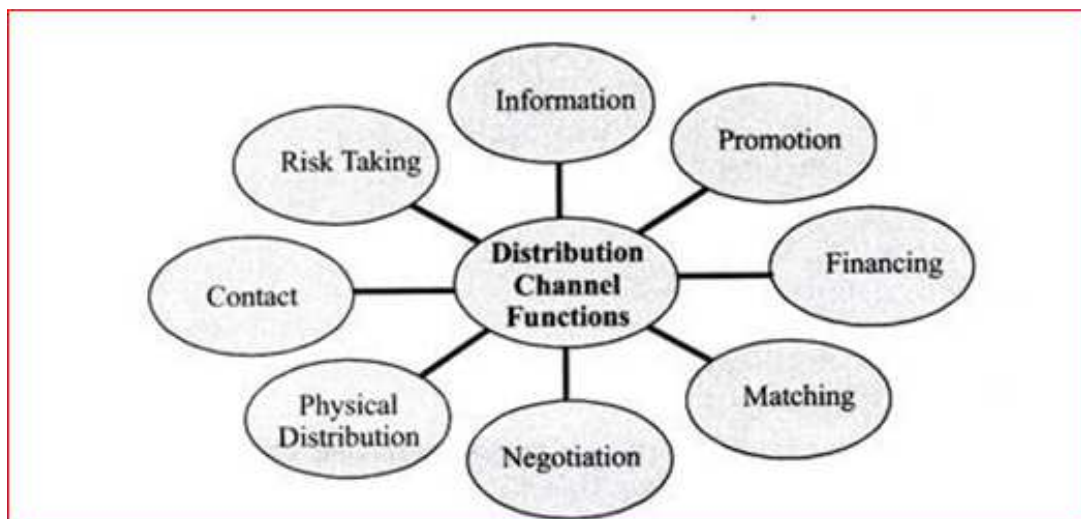 Information
Promotion
Risk Taking
Distribution
Channel
Functions
Financing
Contact
Matching
Physical
Distribution
Negotiation